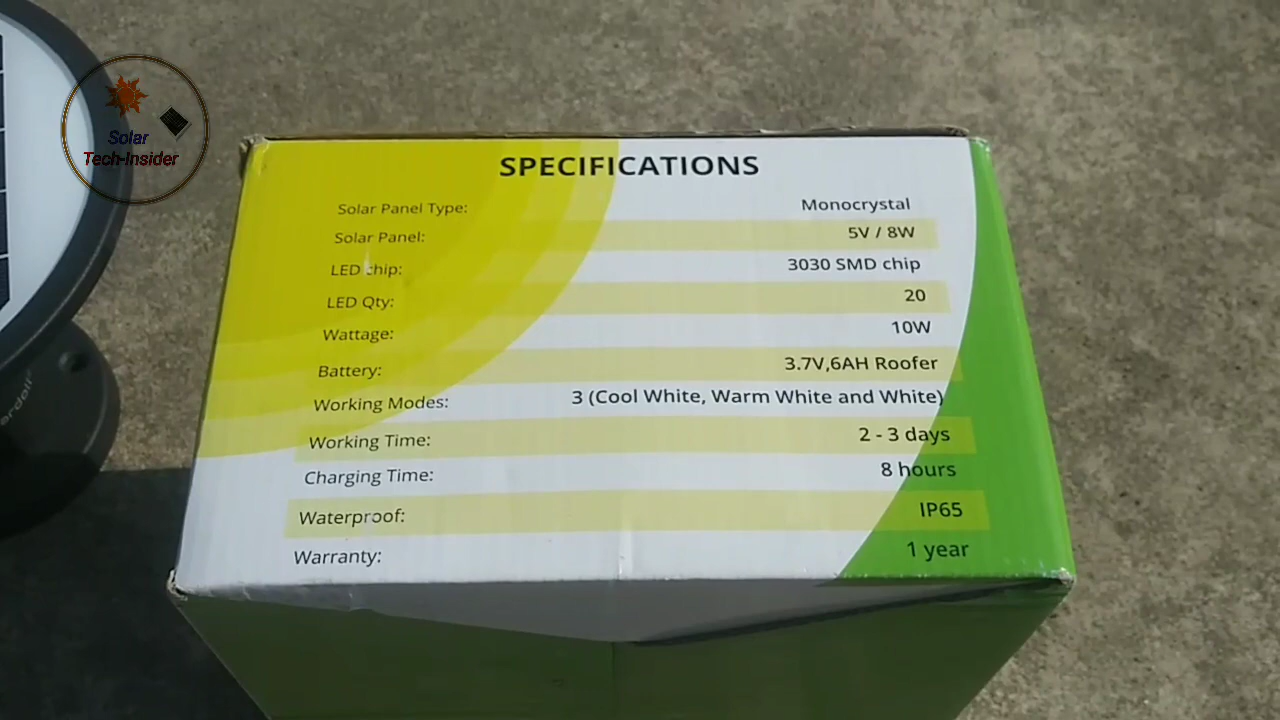 Solar
Tech-Insider
SPECIFICATIONS
Solar Panel Type: Monocrystal
Solar Panel: 5V / 8W
LED chip: 3030 SMD chip
LED Qty: 20
Wattage: 10W
Battery: 3.7V,6AH Roofer
Working Modes: 3 (Cool White, Warm White and White)
Working Time: 2 - 3 days
Charging Time: 8 hours
Waterproof: IP65
Warranty: 1 year